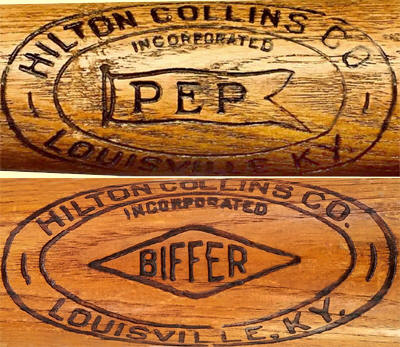 HILTON COLLINS CO.
INCORPORATED
PEP
LOUISVILLE, KY.
HILTON COLLINS CO.
INCORPORATED
BIFFER
LOUISVILLE, KY.